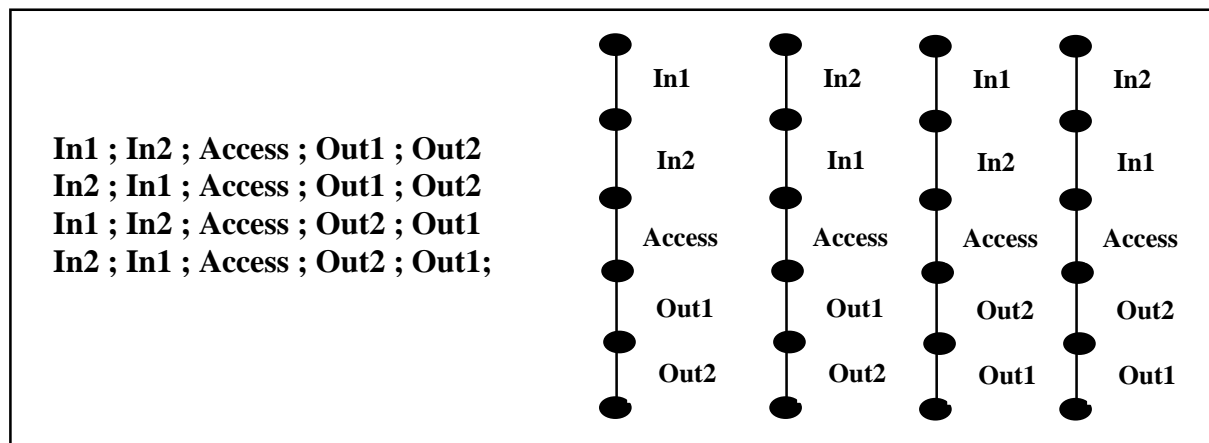 In1 ; In2 ; Access ; Out1 ; Out2
In2 ; In1 ; Access ; Out1 ; Out2
In1 ; In2 ; Access ; Out2 ; Out1
In2 ; In1 ; Access ; Out2 ; Out1;
In1 In2 In1 In2
In2 In1 In2 In1
Access Access Access Access
Out1 Out1 Out2 Out2
Out2 Out2 Out1 Out1